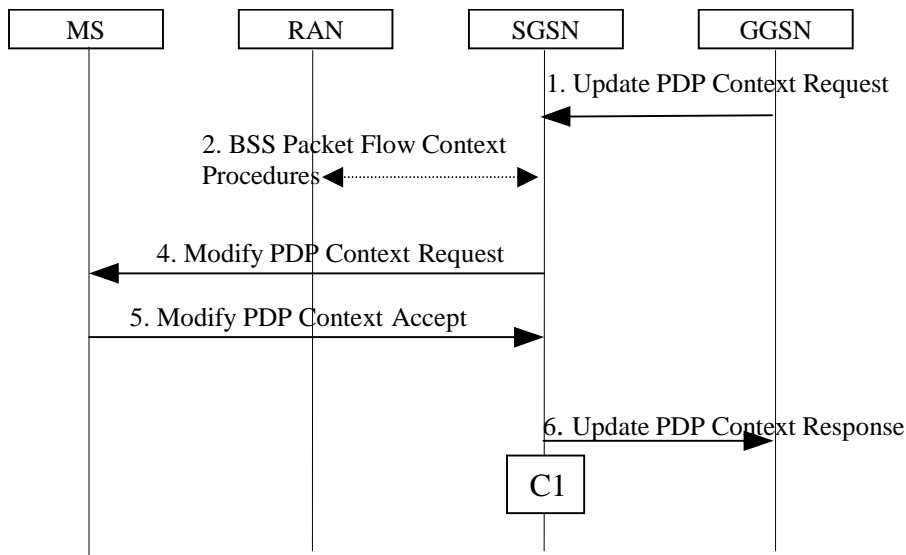 MS
RAN
SGSN
GGSN
1. Update PDP Context Request
2. BSS Packet Flow Context
Procedures
4. Modify PDP Context Request
5. Modify PDP Context Accept
6. Update PDP Context Response
C1